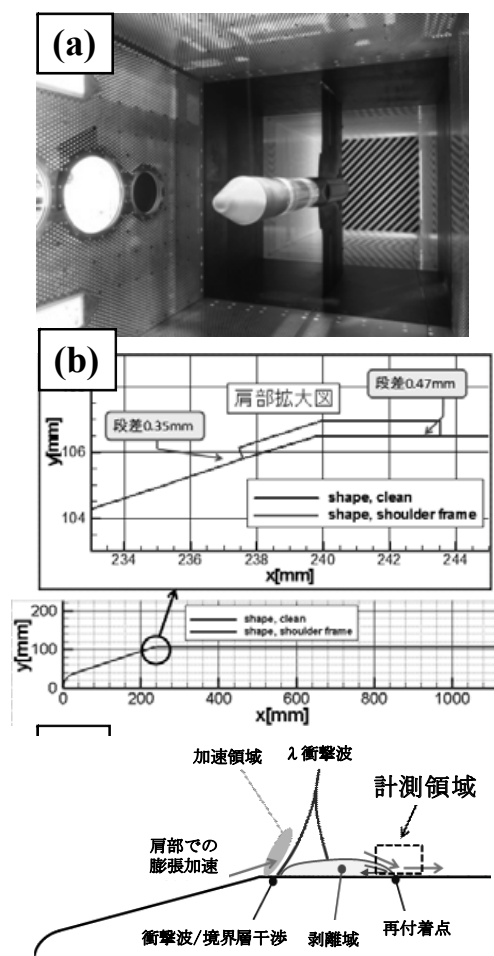 (a)
(b)
肩部拡大図
段差0.47mm
段差0.35mm
y[mm]
106
104
shape, clean
shape, shoulder frame
234
236
238
240
242
244
x[mm]
y[mm]
200
100
0
shape, clean
shape, shoulder frame
0
200
400
600
800
1000
x[mm]
加速領域
λ衝撃波
計測領域
肩部での
膨張加速
衝撃波/境界層干渉
剥離域
再付着点